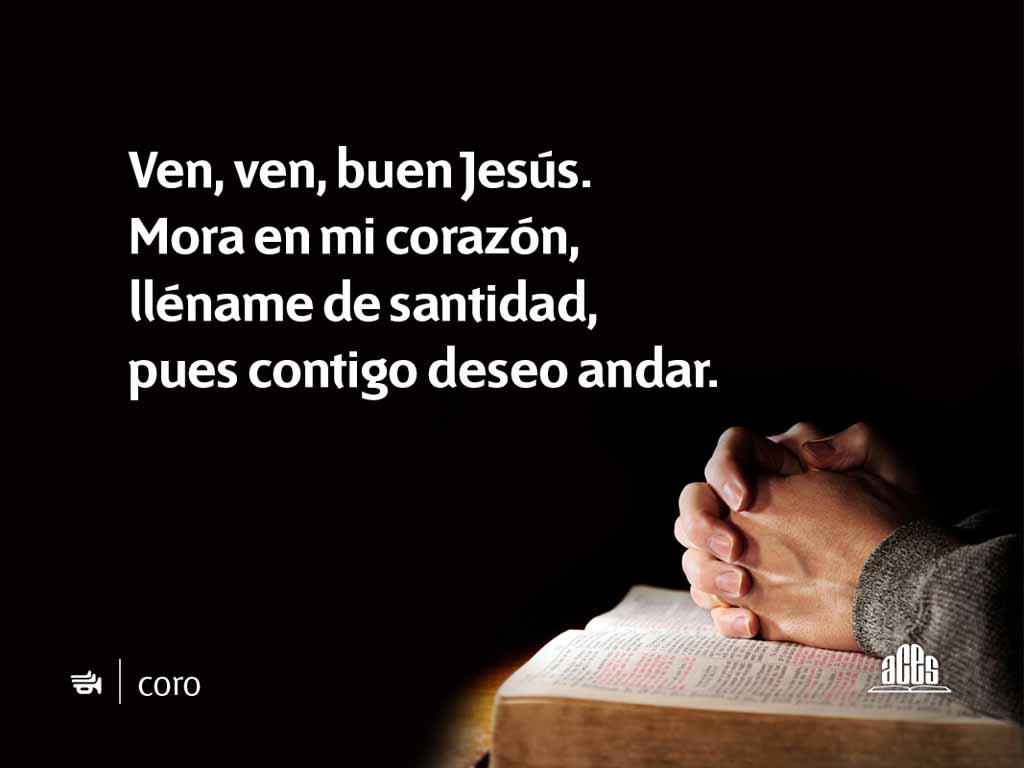 Ven, ven, buen Jesús.
Mora en mi corazón,
lléname de santidad,
pues contigo deseo andar.
coro
aces